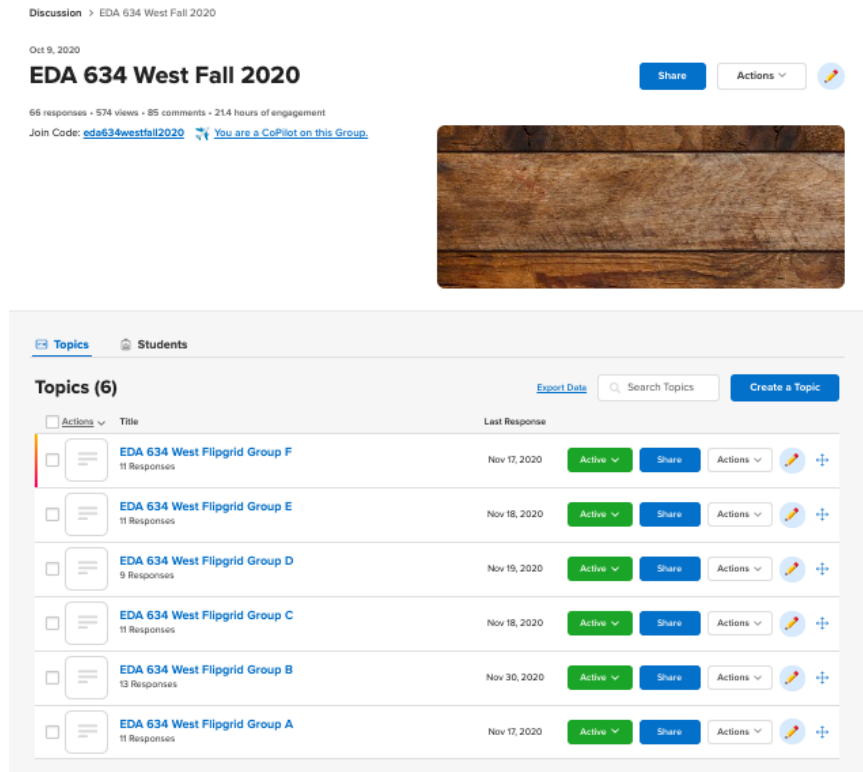 Discussion > EDA 634 West Fall 2020
Oct 9, 2020
EDA 634 West Fall 2020
Share
Actions
66 responses • 574 views • 85 comments • 21.4 hours of engagement
Join Code: eda634westfall2020 You are a CoPilot on this Group.
Topics Students
Topics (6)
Export Data
Search Topics
Create a Topic
Actions Title Last Response
EDA 634 West Flipgrid Group F
11 Responses
Nov 17, 2020 Active Share Actions
EDA 634 West Flipgrid Group E
11 Responses
Nov 18, 2020 Active Share Actions
EDA 634 West Flipgrid Group D
9 Responses
Nov 19, 2020 Active Share Actions
EDA 634 West Flipgrid Group C
11 Responses
Nov 18, 2020 Active Share Actions
EDA 634 West Flipgrid Group B
13 Responses
Nov 30, 2020 Active Share Actions
EDA 634 West Flipgrid Group A
11 Responses
Nov 17, 2020 Active Share Actions